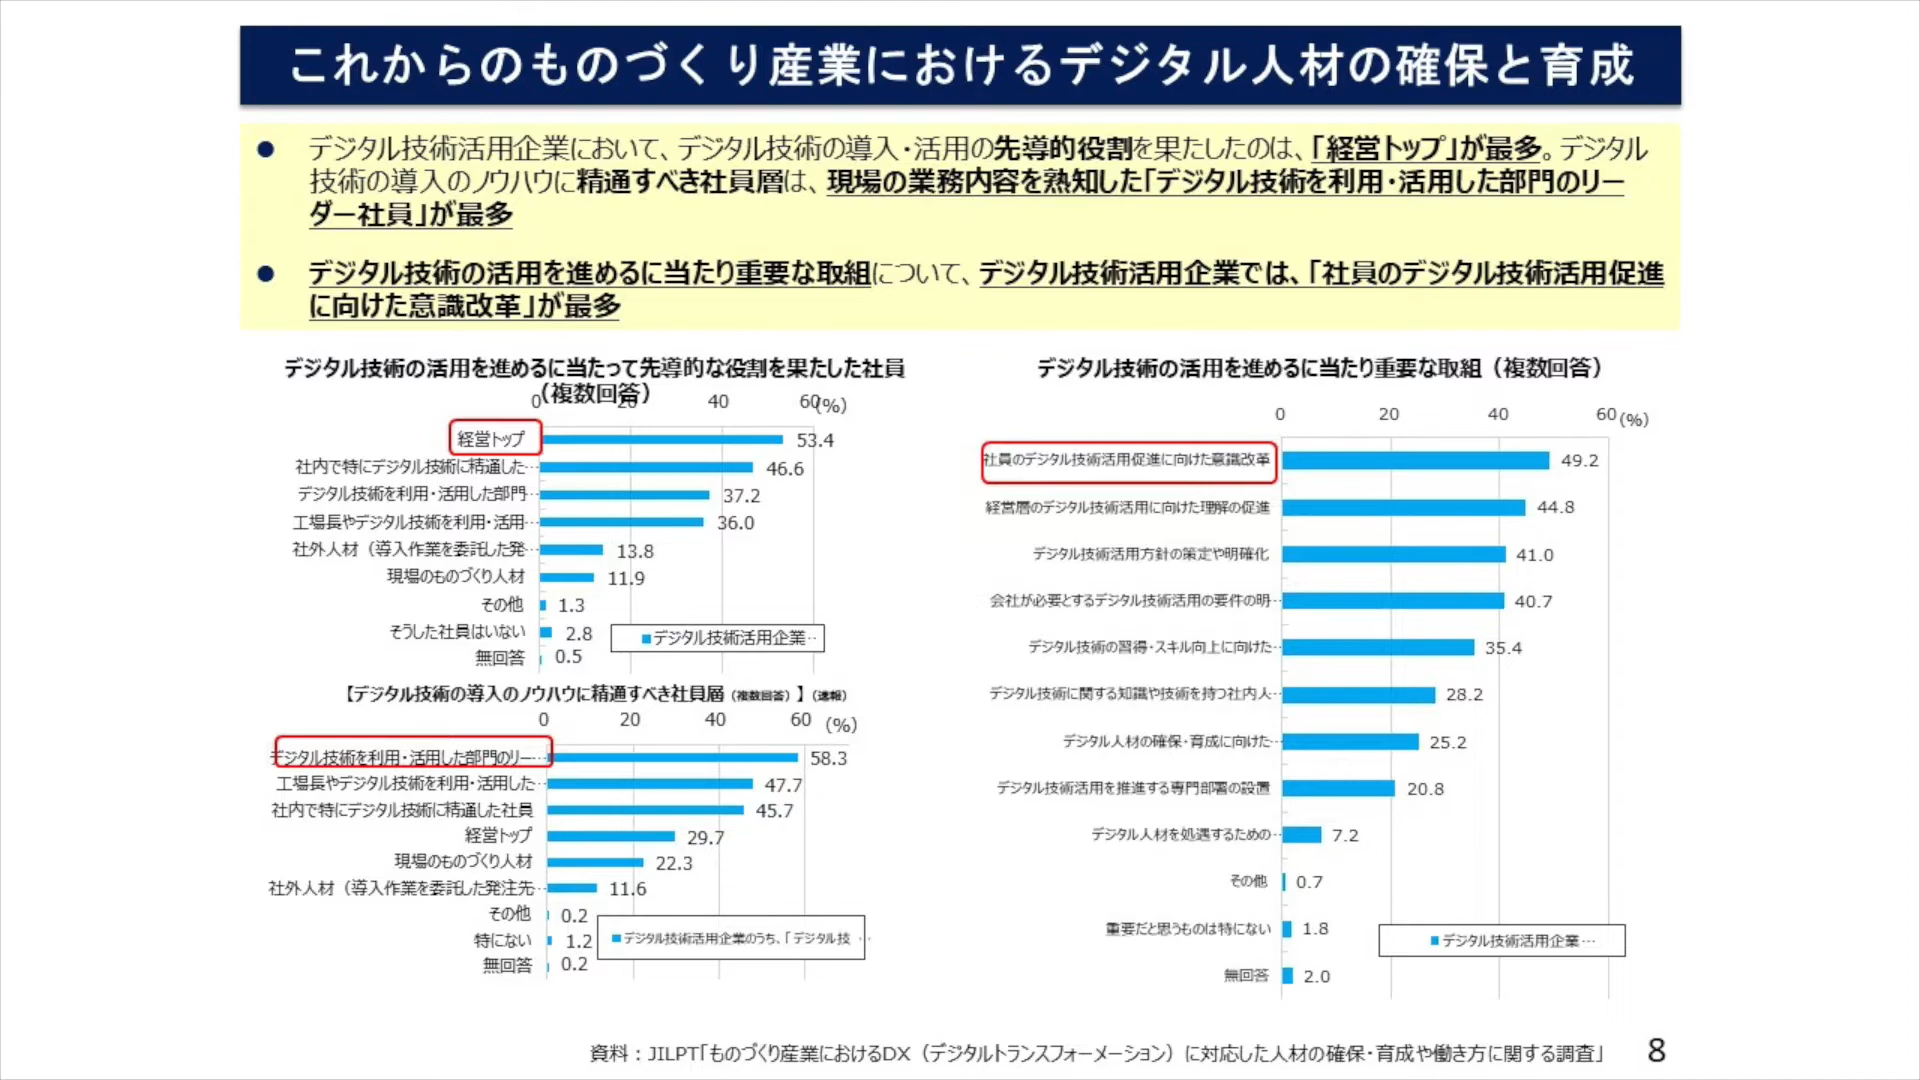 これからのものづくり産業におけるデジタル人材の確保と育成
● デジタル技術活用企業において、デジタル技術の導入・活用の先導的役割を果たしたのは、「経営トップ」が最多。デジタル
技術の導入のノウハウに精通すべき社員層は、現場の業務内容を熟知した「デジタル技術を利用・活用した部門のリー
ダー社員」が最多
● デジタル技術の活用を進めるに当たり重要な取組について、デジタル技術活用企業では、「社員のデジタル技術活用促進
に向けた意識改革」が最多
デジタル技術の活用を進めるに当たって先導的な役割を果たした社員
（複数回答）
0 20 40 60 (%)
経営トップ 53.4
社内で特にデジタル技術に精通した… 46.6
デジタル技術を利用・活用した部門… 37.2
工場長やデジタル技術を利用・活用… 36.0
社外人材（導入作業を委託した発… 13.8
現場のものづくり人材 11.9
その他 1.3
そうした社員はいない 2.8
無回答 0.5
デジタル技術活用企業…
【デジタル技術の導入のノウハウに精通すべき社員層（複数回答）】（速報）
0 20 40 60 (%)
デジタル技術を利用・活用した部門のリー… 58.3
工場長やデジタル技術を利用・活用した… 47.7
社内で特にデジタル技術に精通した社員 45.7
経営トップ 29.7
現場のものづくり人材 22.3
社外人材（導入作業を委託した発注先… 11.6
その他 0.2
特にない 1.2
無回答 0.2
デジタル技術活用企業のうち、「デジタル技…
デジタル技術の活用を進めるに当たり重要な取組（複数回答）
0 20 40 60 (%)
社員のデジタル技術活用促進に向けた意識改革 49.2
経営層のデジタル技術活用に向けた理解の促進 44.8
デジタル技術活用方針の策定や明確化 41.0
会社が必要とするデジタル技術活用の要件の明… 40.7
デジタル技術の習得・スキル向上に向けた… 35.4
デジタル技術に関する知識や技術を持つ社内人… 28.2
デジタル人材の確保・育成に向けた… 25.2
デジタル技術活用を推進する専門部署の設置 20.8
デジタル人材を処遇するための… 7.2
その他 0.7
重要だと思うものは特にない 1.8
無回答 2.0
デジタル技術活用企業…
資料：JILPT「ものづくり産業におけるDX（デジタルトランスフォーメーション）に対応した人材の確保・育成や働き方に関する調査」
8